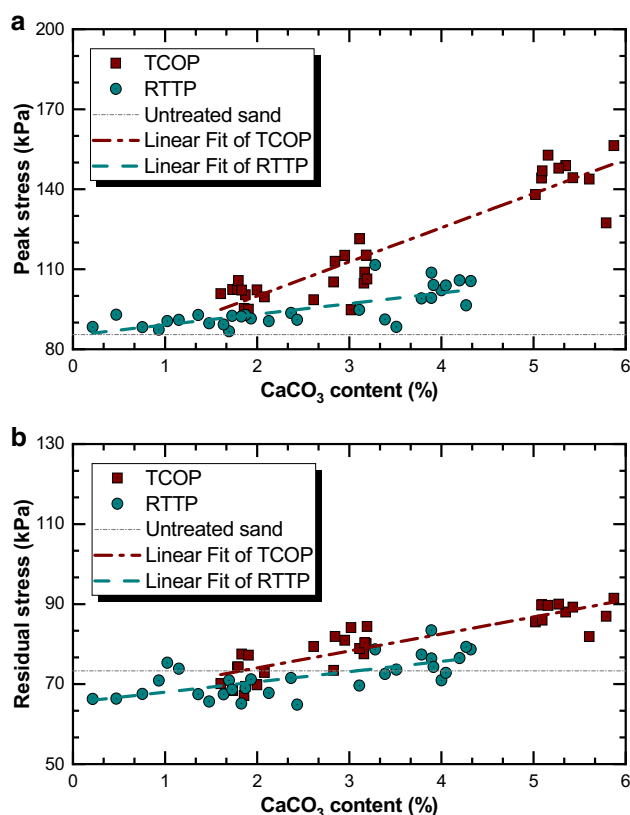 a
200
170
140
110
80
Peak stress (kPa)
TCOP
RTTP
Untreated sand
Linear Fit of TCOP
Linear Fit of RTTP
0 1 2 3 4 5 6
CaCO₃ content (%)
b
130
110
90
70
50
Residual stress (kPa)
TCOP
RTTP
Untreated sand
Linear Fit of TCOP
Linear Fit of RTTP
0 1 2 3 4 5 6
CaCO₃ content (%)